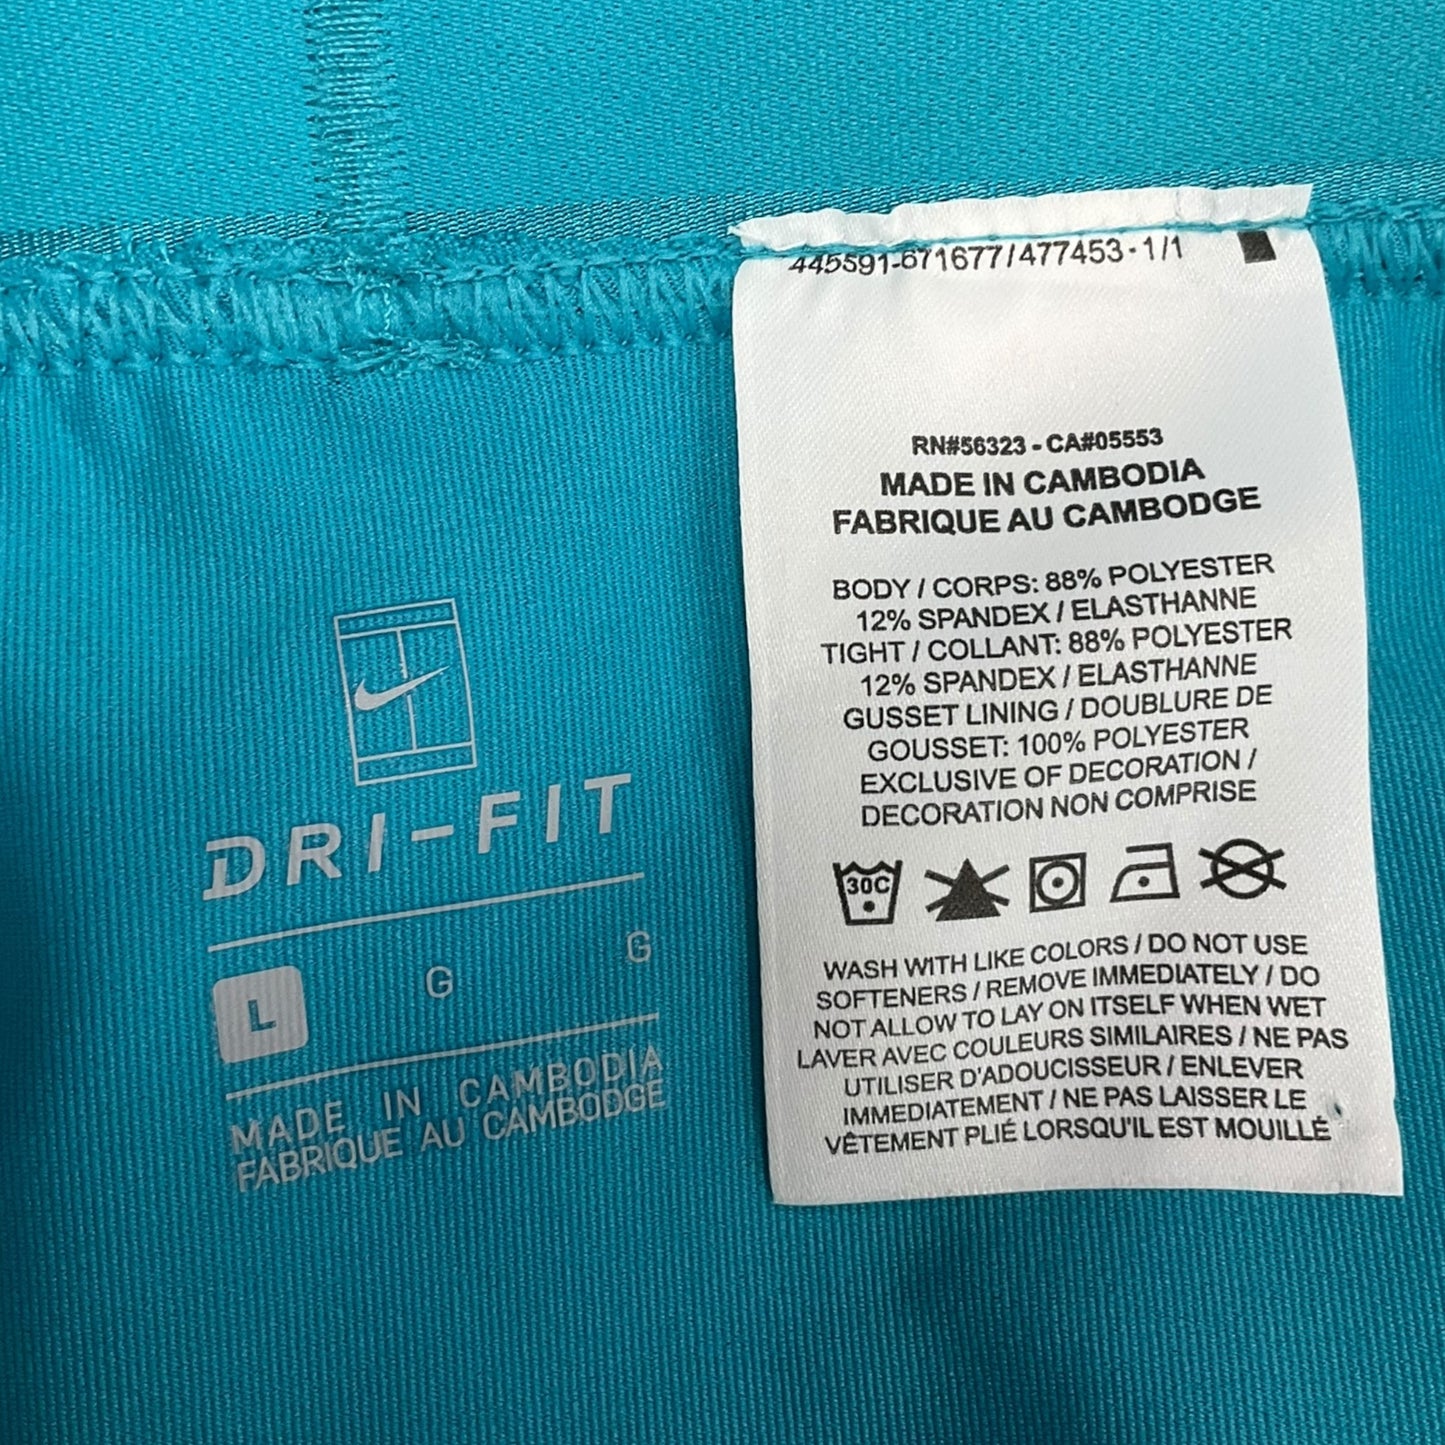 DRI-FIT
L G G
MADE IN CAMBODIA
FABRIQUE AU CAMBODGE
445591-671677/477453-1/1
RN#56323 - CA#05553
MADE IN CAMBODIA
FABRIQUE AU CAMBODGE
BODY / CORPS: 88% POLYESTER
12% SPANDEX / ELASTHANNE
TIGHT / COLLANT: 88% POLYESTER
12% SPANDEX / ELASTHANNE
GUSSET LINING / DOUBLURE DE
GOUSSET: 100% POLYESTER
EXCLUSIVE OF DECORATION /
DECORATION NON COMPRISE
30C
WASH WITH LIKE COLORS / DO NOT USE
SOFTENERS / REMOVE IMMEDIATELY / DO
NOT ALLOW TO LAY ON ITSELF WHEN WET
LAVER AVEC COULEURS SIMILAIRES / NE PAS
UTILISER D'ADOUCISSEUR / ENLEVER
IMMEDIATEMENT / NE PAS LAISSER LE
VÊTEMENT PLIÉ LORSQU'IL EST MOUILLÉ